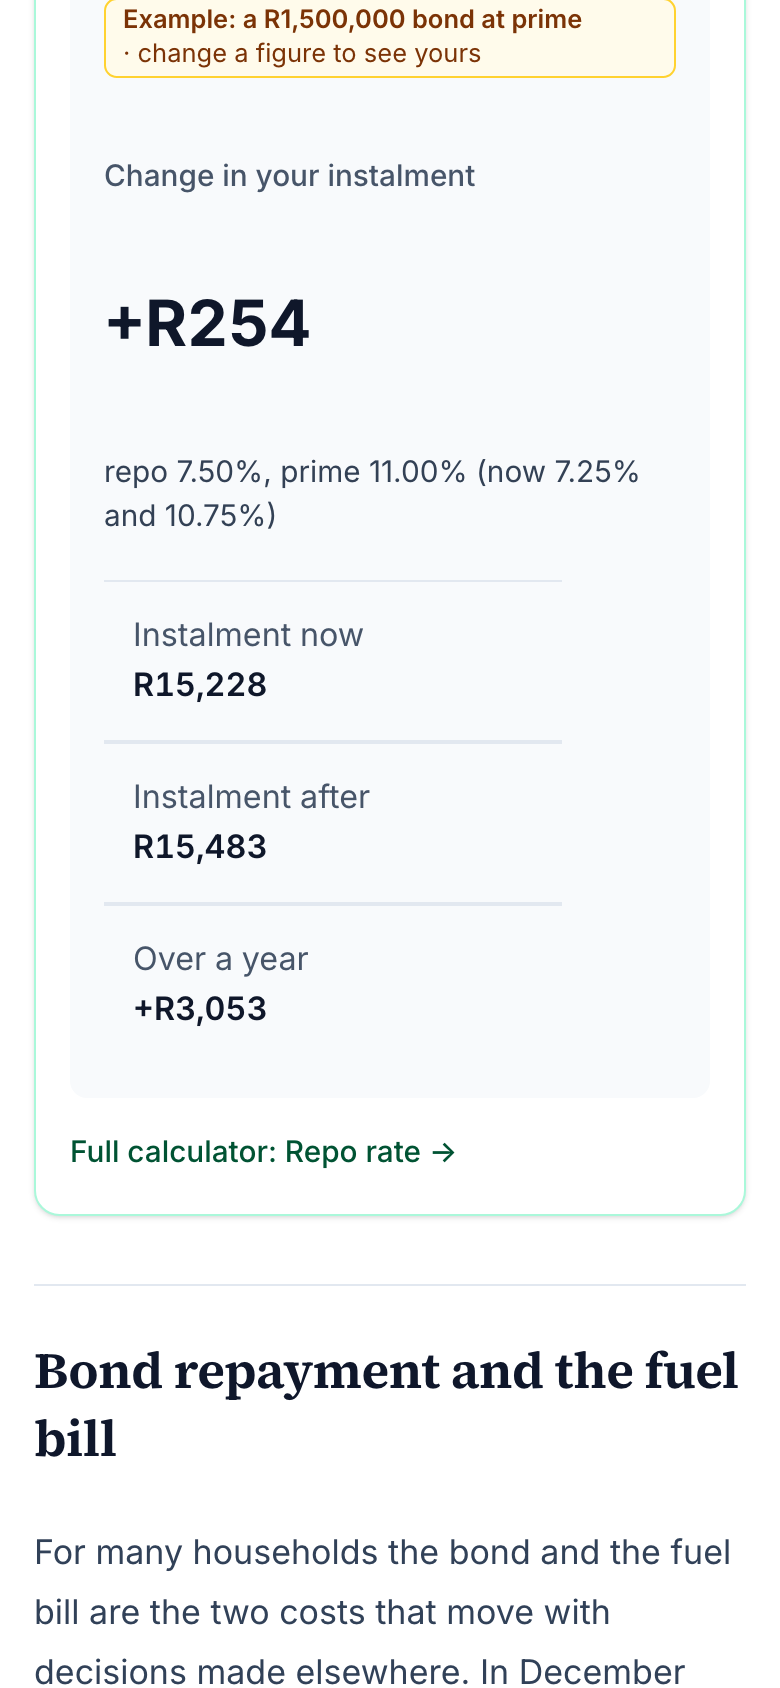 Example: a R1,500,000 bond at prime
· change a figure to see yours
Change in your instalment
+R254
repo 7.50%, prime 11.00% (now 7.25%
and 10.75%)
Instalment now
R15,228
Instalment after
R15,483
Over a year
+R3,053
Full calculator: Repo rate →
Bond repayment and the fuel
bill
For many households the bond and the fuel
bill are the two costs that move with
decisions made elsewhere. In December